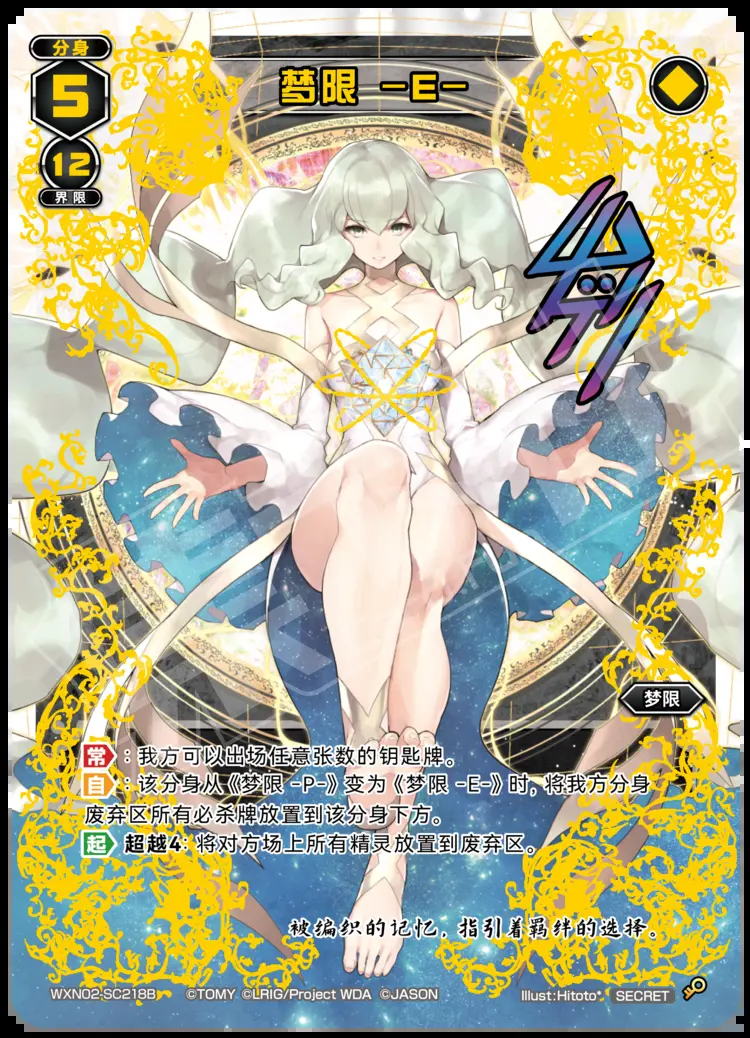 分身
5
梦限 -E-
12
界限
梦限
常：我方可以出场任意张数的钥匙牌。
自：该分身从《梦限 -P-》变为《梦限 -E-》时，将我方分身
废弃区所有必杀牌放置到该分身下方。
起 超越4：将对方场上所有精灵放置到废弃区。
被编织的记忆，指引着羁绊的选择。
WXN02-SC218B ©TOMY ©LRIG/Project WDA ©JASON Illust:Hitoto* SECRET